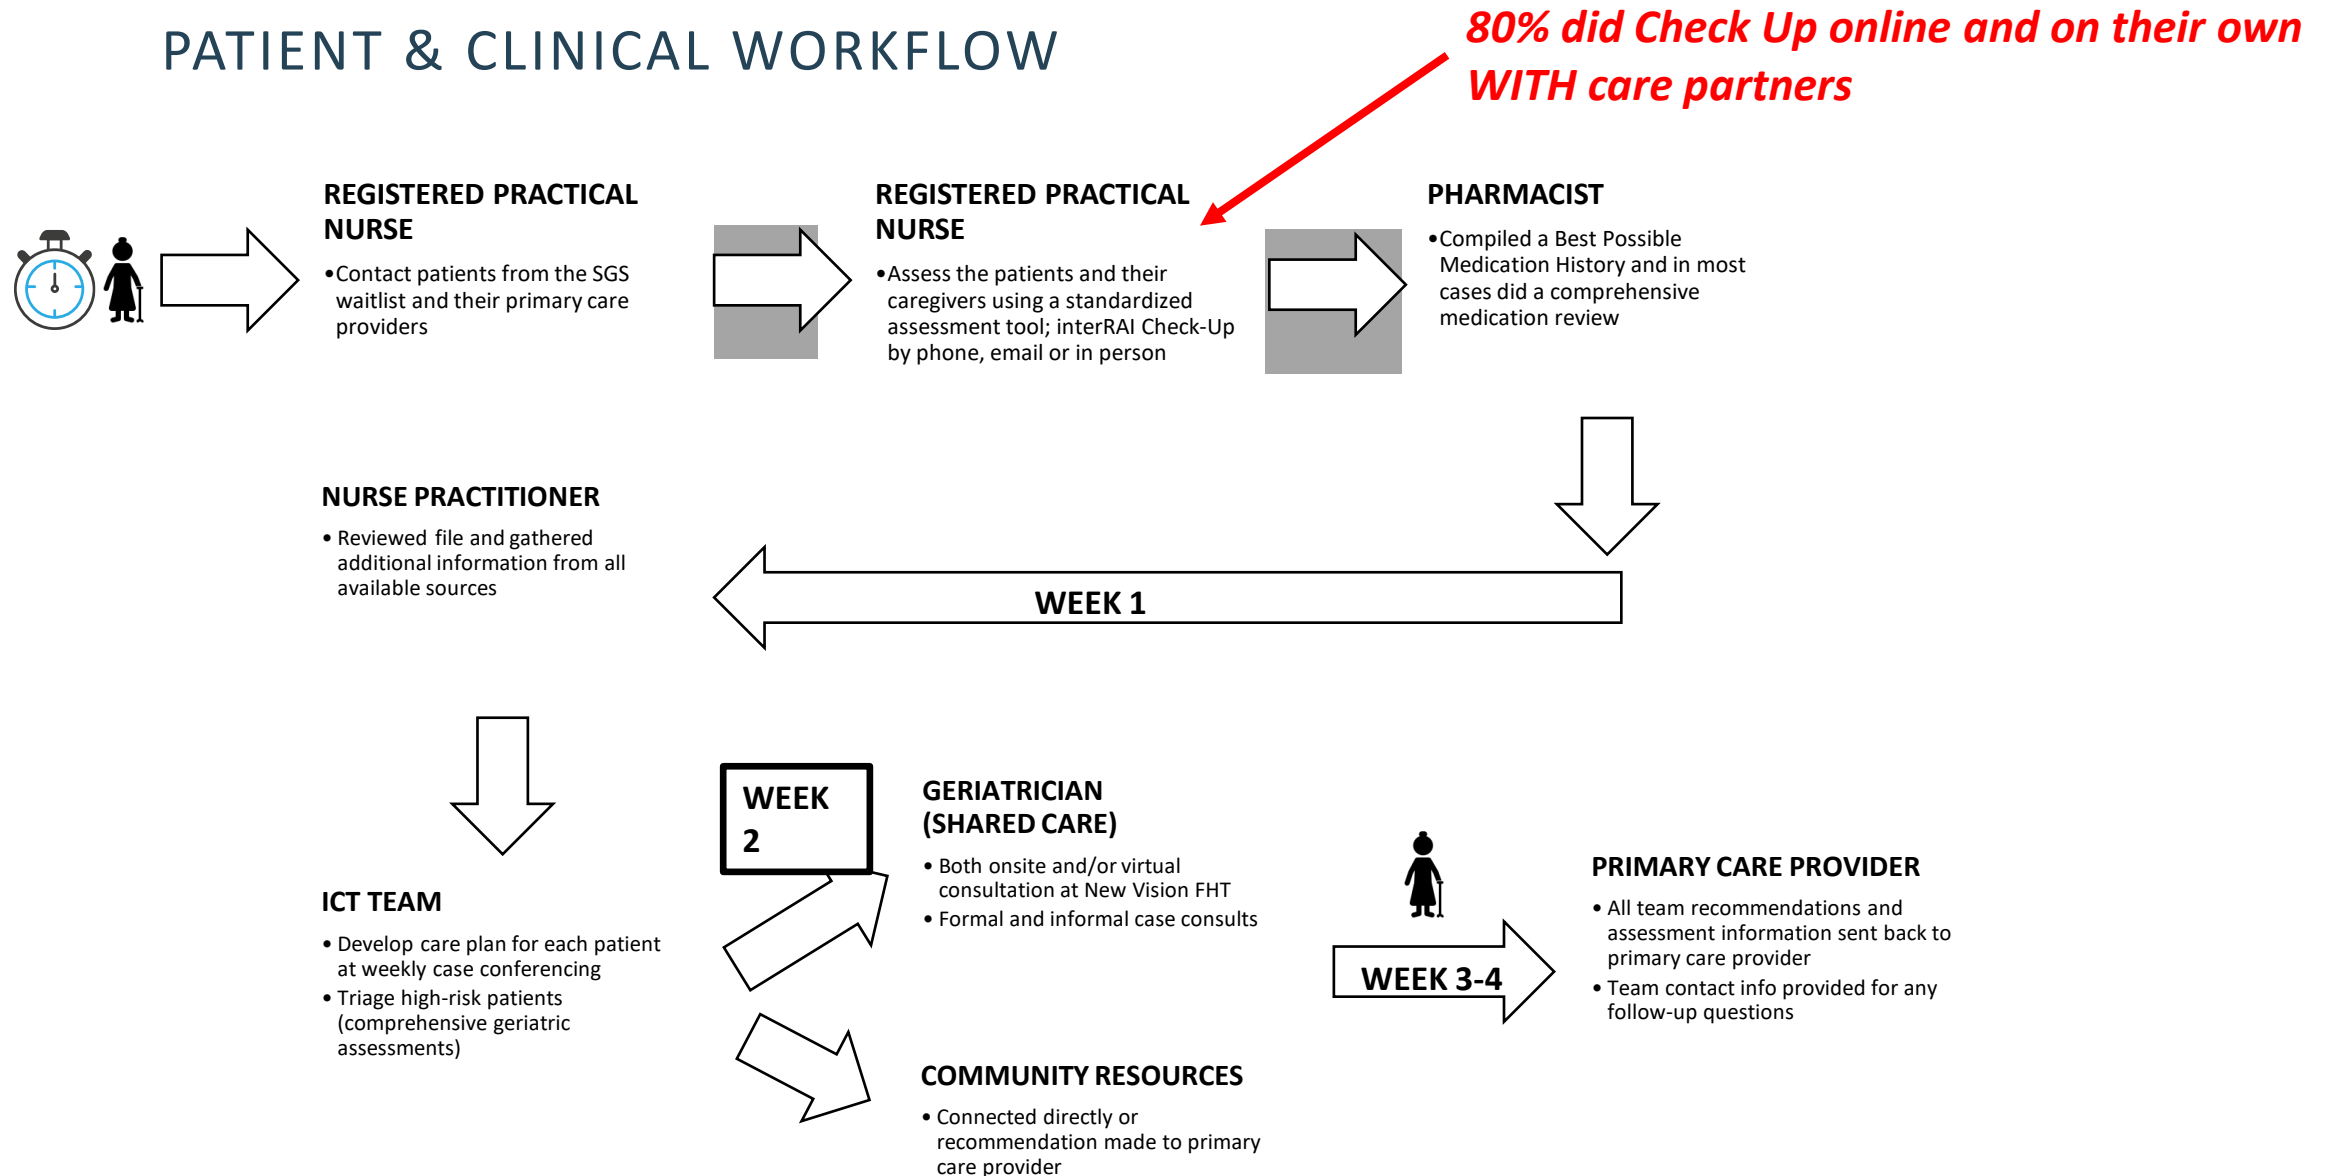 PATIENT & CLINICAL WORKFLOW
80% did Check Up online and on their own
WITH care partners
REGISTERED PRACTICAL
NURSE
•Contact patients from the SGS
waitlist and their primary care
providers
REGISTERED PRACTICAL
NURSE
•Assess the patients and their
caregivers using a standardized
assessment tool; interRAI Check-Up
by phone, email or in person
PHARMACIST
•Compiled a Best Possible
Medication History and in most
cases did a comprehensive
medication review
NURSE PRACTITIONER
• Reviewed file and gathered
additional information from all
available sources
WEEK 1
ICT TEAM
• Develop care plan for each patient
at weekly case conferencing
• Triage high-risk patients
(comprehensive geriatric
assessments)
WEEK
2
GERIATRICIAN
(SHARED CARE)
• Both onsite and/or virtual
consultation at New Vision FHT
• Formal and informal case consults
COMMUNITY RESOURCES
• Connected directly or
recommendation made to primary
care provider
WEEK 3-4
PRIMARY CARE PROVIDER
• All team recommendations and
assessment information sent back to
primary care provider
• Team contact info provided for any
follow-up questions